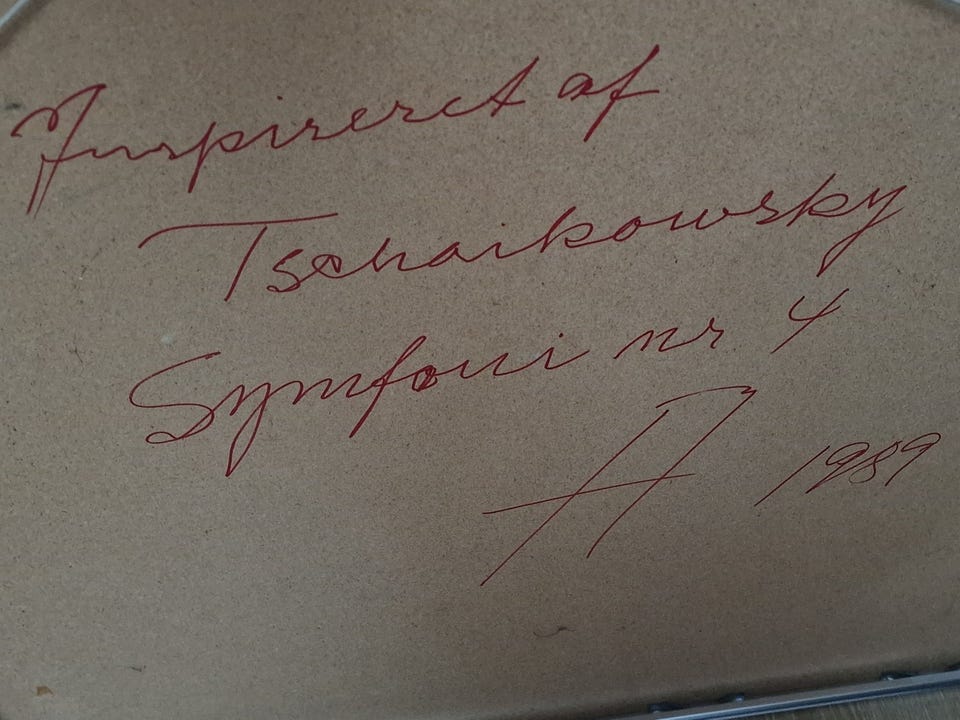 Inspireret af
Tschaikowsky
Symfoni nr 4
1989